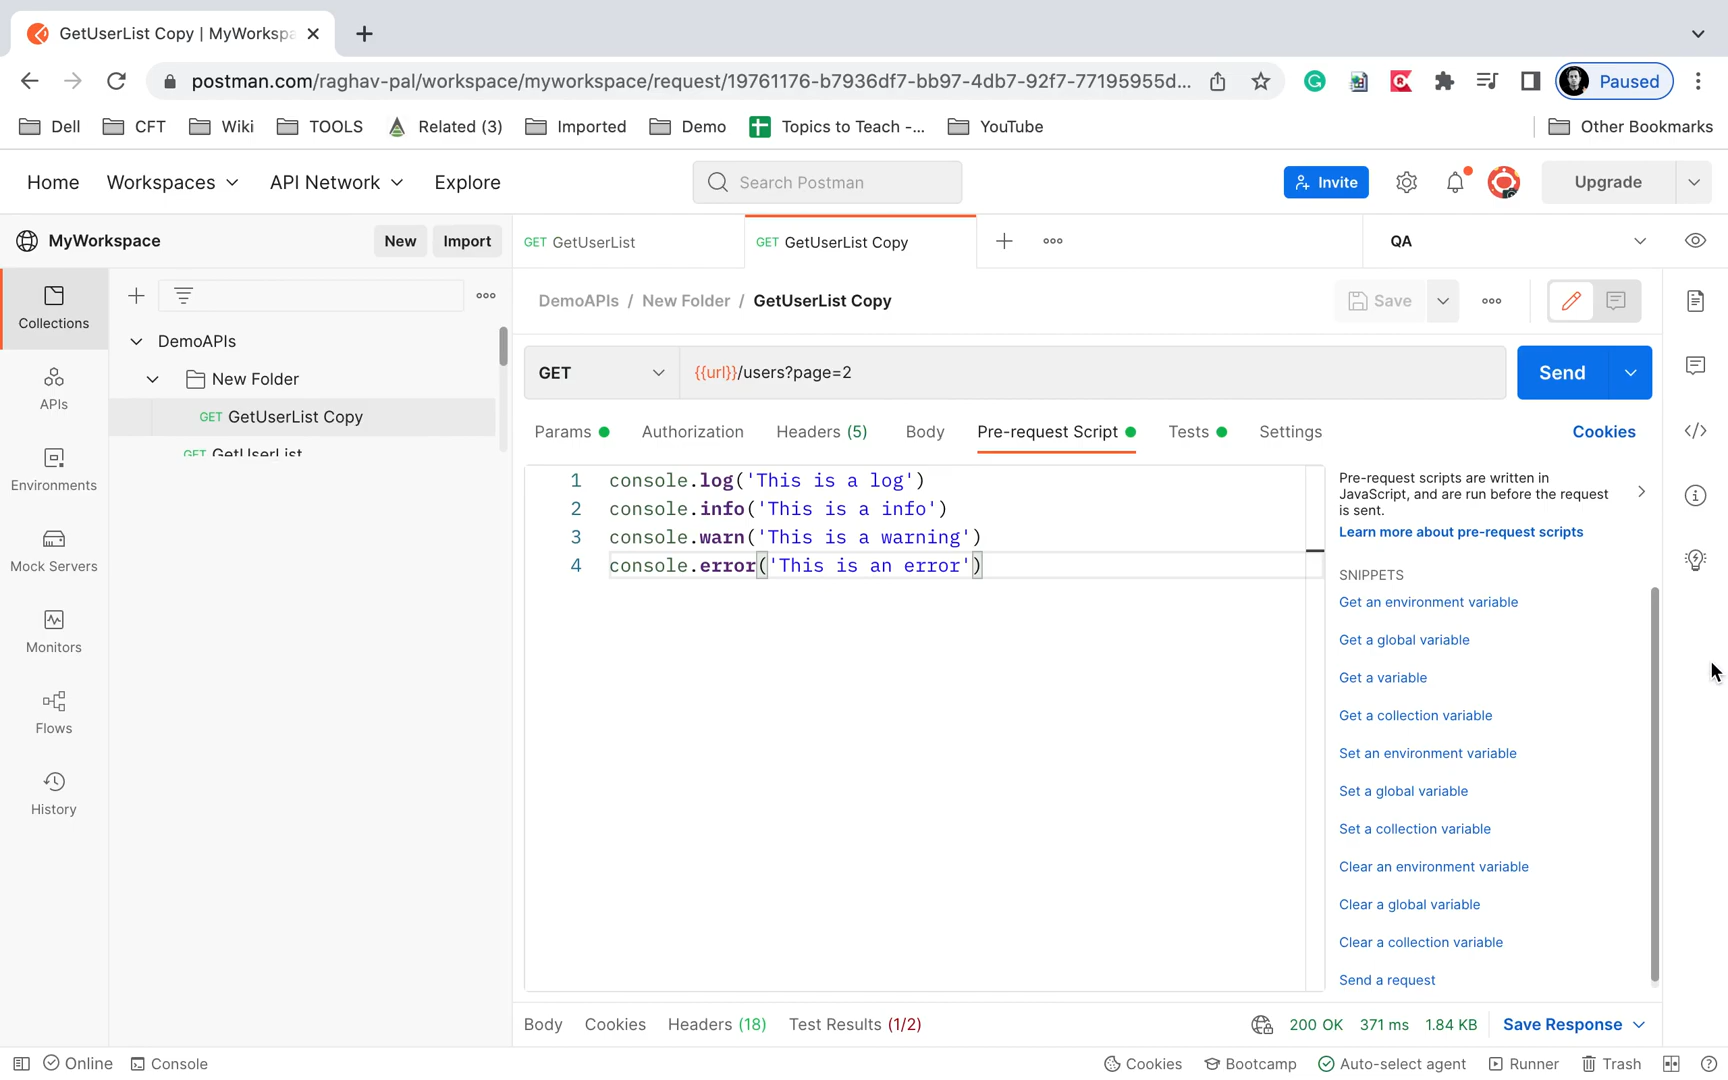 GetUserList Copy | MyWorkspa
postman.com/raghav-pal/workspace/myworkspace/request/19761176-b7936df7-bb97-4db7-92f7-77195955d...
Paused
Dell CFT Wiki TOOLS Related (3) Imported Demo Topics to Teach -... YouTube Other Bookmarks
Home Workspaces API Network Explore Search Postman Invite Upgrade
MyWorkspace New Import GET GetUserList GET GetUserList Copy QA
Collections
APIs
Environments
Mock Servers
Monitors
Flows
History
DemoAPIs
New Folder
GET GetUserList Copy
GET GetUserList
DemoAPIs / New Folder / GetUserList Copy Save
GET {{url}}/users?page=2 Send
Params Authorization Headers (5) Body Pre-request Script Tests Settings Cookies
1 console.log('This is a log')
2 console.info('This is a info')
3 console.warn('This is a warning')
4 console.error('This is an error')
Pre-request scripts are written in
JavaScript, and are run before the request
is sent.
Learn more about pre-request scripts
SNIPPETS
Get an environment variable
Get a global variable
Get a variable
Get a collection variable
Set an environment variable
Set a global variable
Set a collection variable
Clear an environment variable
Clear a global variable
Clear a collection variable
Send a request
Body Cookies Headers (18) Test Results (1/2) 200 OK 371 ms 1.84 KB Save Response
Online Console Cookies Bootcamp Auto-select agent Runner Trash